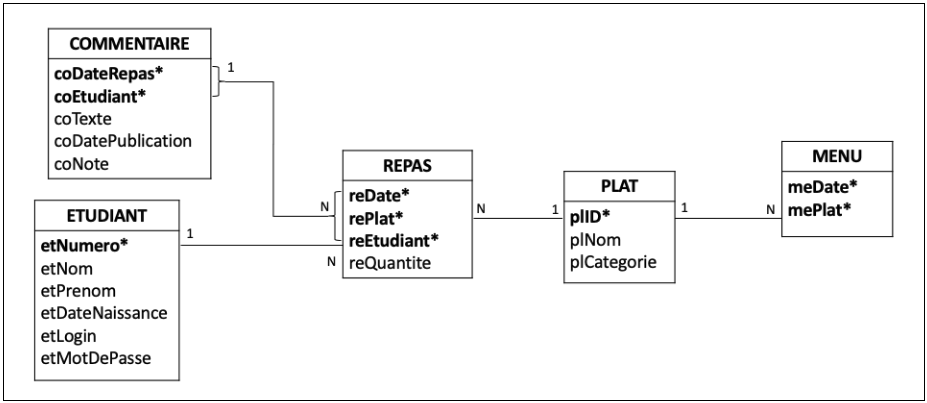 COMMENTAIRE
coDateRepas*
coEtudiant*
coTexte
coDatePublication
coNote
1
N
ETUDIANT
etNumero*
etNom
etPrenom
etDateNaissance
etLogin
etMotDePasse
1
N
REPAS
reDate*
rePlat*
reEtudiant*
reQuantite
N
1
PLAT
plID*
plNom
plCategorie
1
N
MENU
meDate*
mePlat*